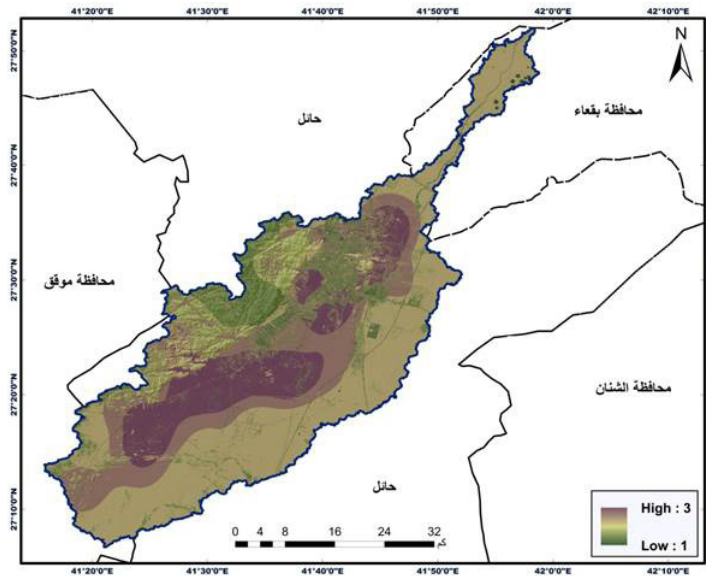 41°20'0"E 41°30'0"E 41°40'0"E 41°50'0"E 42°0'0"E 42°10'0"E
27°50'0"N
27°40'0"N
27°30'0"N
27°20'0"N
27°10'0"N
N
حائل
محافظة بقعاء
محافظة موقق
محافظة الشنان
حائل
0 2 4 8 16 24 32
كم
High : 3
Low : 1
41°20'0"E 41°30'0"E 41°40'0"E 41°50'0"E 42°0'0"E 42°10'0"E